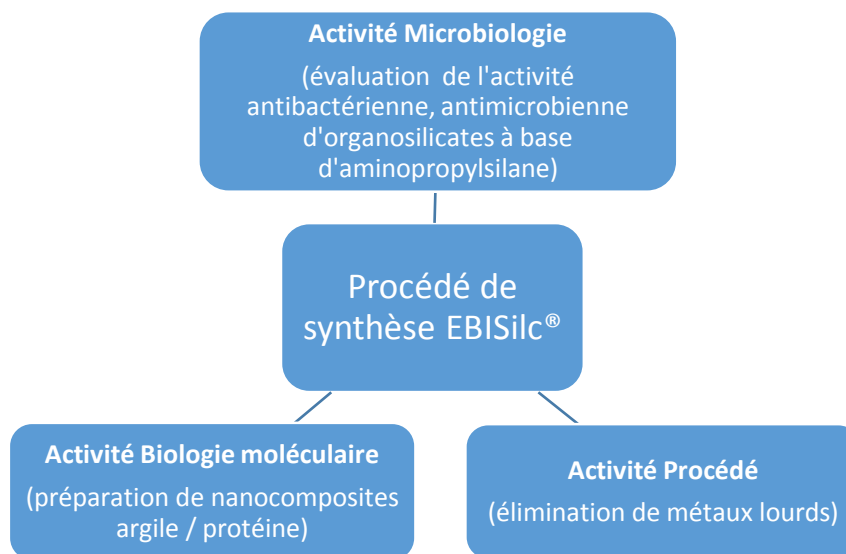 Activité Microbiologie
(évaluation de l'activité
antibactérienne, antimicrobienne
d'organosilicates à base
d'aminopropylsilane)
Procédé de
synthèse EBISilc®
Activité Biologie moléculaire
(préparation de nanocomposites
argile / protéine)
Activité Procédé
(élimination de métaux lourds)